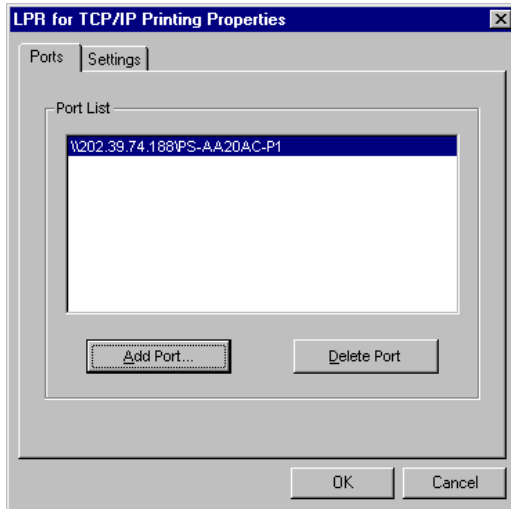 LPR for TCP/IP Printing Properties
Ports
Settings
Port List
\\202.39.74.188\PS-AA20AC-P1
Add Port...
Delete Port
OK
Cancel